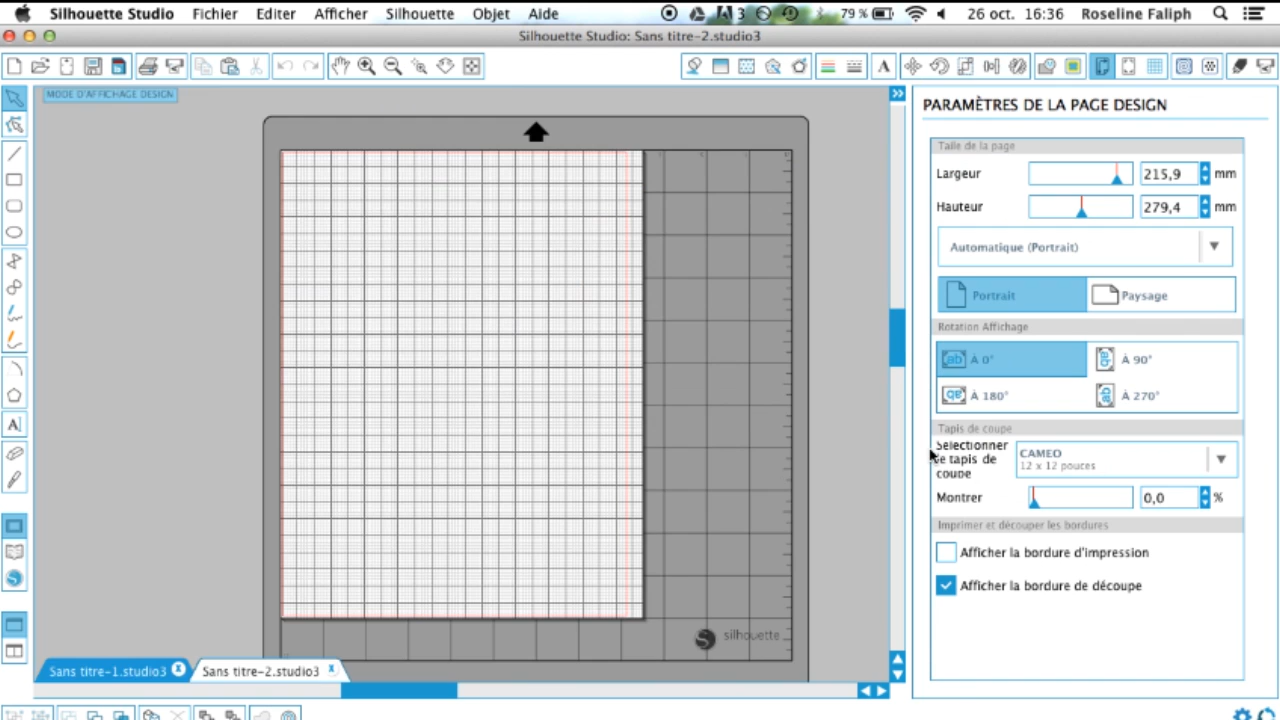 Silhouette Studio Fichier Editer Afficher Silhouette Objet Aide 3 79 % 26 oct. 16:36 Roseline Faliph
Silhouette Studio: Sans titre-2.studio3
MODE D'AFFICHAGE DESIGN
PARAMÈTRES DE LA PAGE DESIGN
Taille de la page
Largeur 215,9 mm
Hauteur 279,4 mm
Automatique (Portrait)
Portrait Paysage
Rotation Affichage
À 0° À 90°
À 180° À 270°
Tapis de coupe
Sélectionner
le tapis de
coupe
CAMEO
12 x 12 pouces
Montrer 0,0 %
Imprimer et découper les bordures
Afficher la bordure d'impression
Afficher la bordure de découpe
silhouette
Sans titre-1.studio3 x Sans titre-2.studio3 x